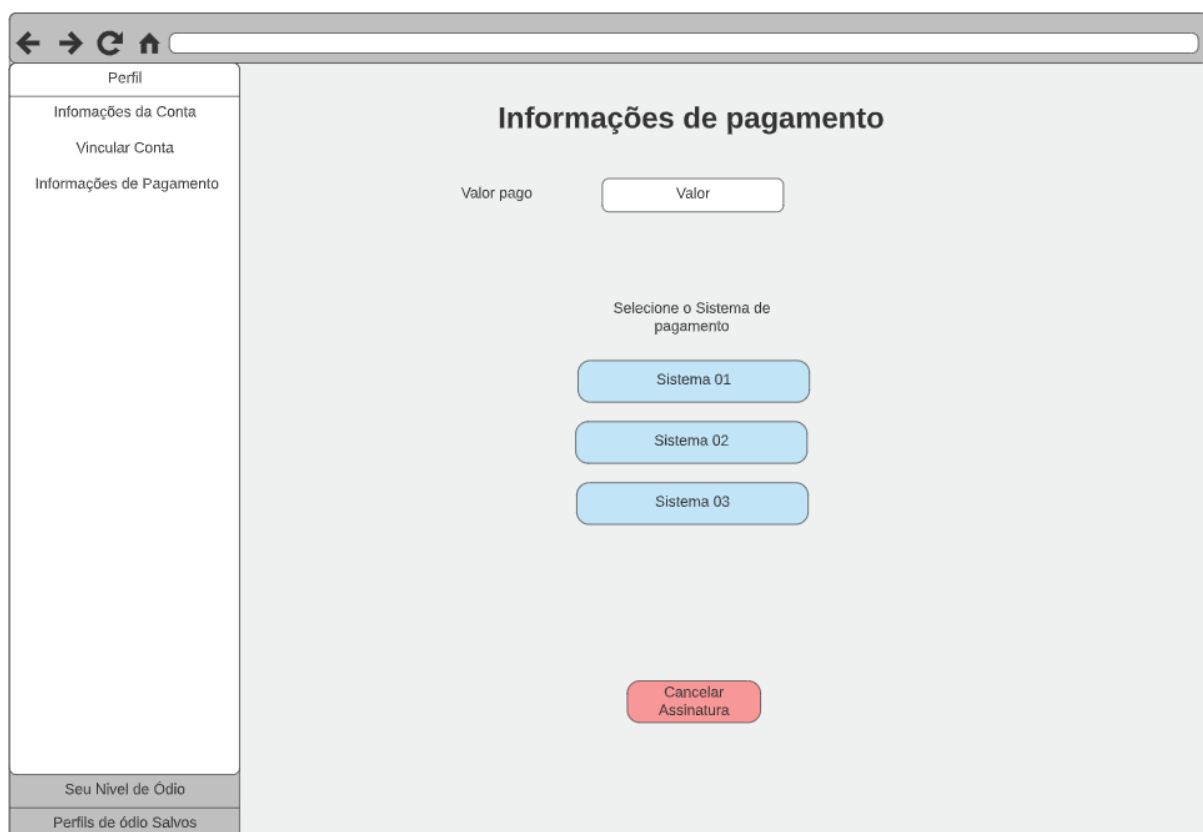 Perfil
Infomações da Conta
Vincular Conta
Informações de Pagamento
Informações de pagamento
Valor pago
Valor
Selecione o Sistema de
pagamento
Sistema 01
Sistema 02
Sistema 03
Cancelar
Assinatura
Seu Nivel de Ódio
Perfils de ódio Salvos